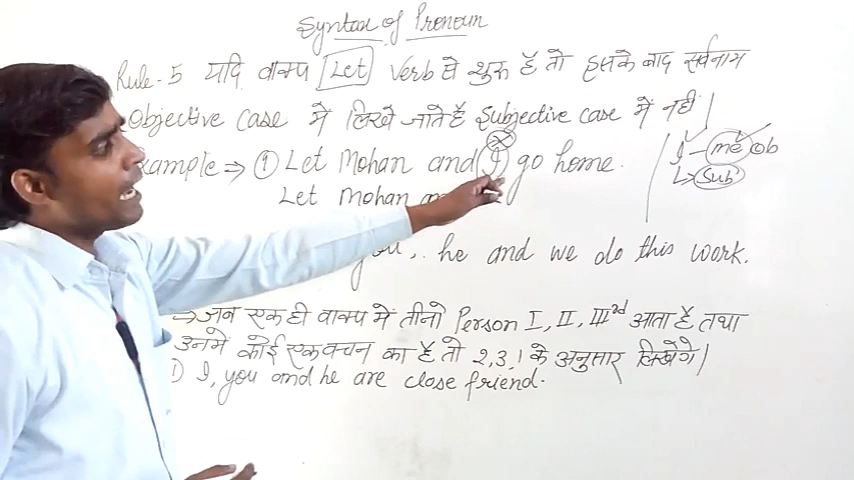 Syntax of Pronoun
Rule-5 यदि वाक्य Let Verb से शुरू है तो इसके बाद सर्वनाम
Objective case में लिखे जाते है Subjective case में नही।
Example ⇒ (1) Let Mohan and I go home.
I - me ob
↳ Sub
Let Mohan
you, he and we do this work.
→ जब एक ही वाक्य में तीनो Person I, II, III आता है तथा
उनमे कोई एकवचन का है तो 2,3,1 के अनुसार लिखेंगे।
1) I, you and he are close friend.